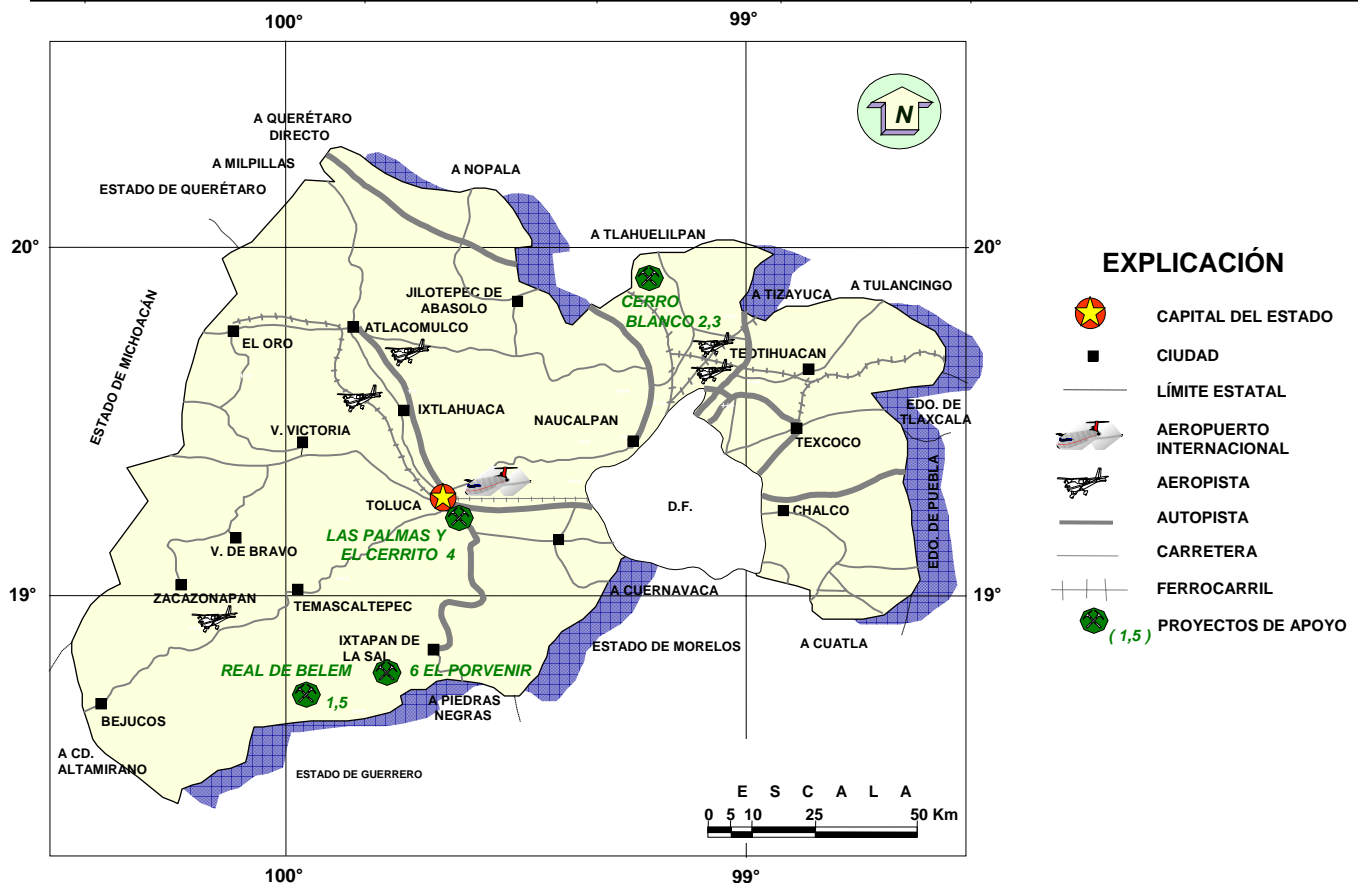 100°
99°
A QUERÉTARO
DIRECTO
A MILPILLAS
A NOPALA
ESTADO DE QUERÉTARO
N
20°
A TLAHUELILPAN
20°
EXPLICACIÓN
ESTADO DE MICHOACÁN
JILOTEPEC DE
ABASOLO
CERRO
BLANCO 2,3
A TIZAYUCA
A TULANCINGO
CAPITAL DEL ESTADO
ATLACOMULCO
EL ORO
TEOTIHUACAN
CIUDAD
LÍMITE ESTATAL
IXTLAHUACA
NAUCALPAN
EDO. DE
TLAXCALA
V. VICTORIA
TEXCOCO
AEROPUERTO
INTERNACIONAL
AEROPISTA
TOLUCA
D.F.
CHALCO
EDO. DE PUEBLA
AUTOPISTA
LAS PALMAS Y
EL CERRITO 4
V. DE BRAVO
CARRETERA
A CUERNAVACA
FERROCARRIL
19°
ZACAZONAPAN
TEMASCALTEPEC
19°
PROYECTOS DE APOYO
( 1,5 )
IXTAPAN DE
LA SAL
ESTADO DE MORELOS
A CUATLA
REAL DE BELEM
1,5
6 EL PORVENIR
A PIEDRAS
NEGRAS
BEJUCOS
A CD.
ALTAMIRANO
ESTADO DE GUERRERO
E S C A L A
0 5 10 25 50 Km
100°
99°